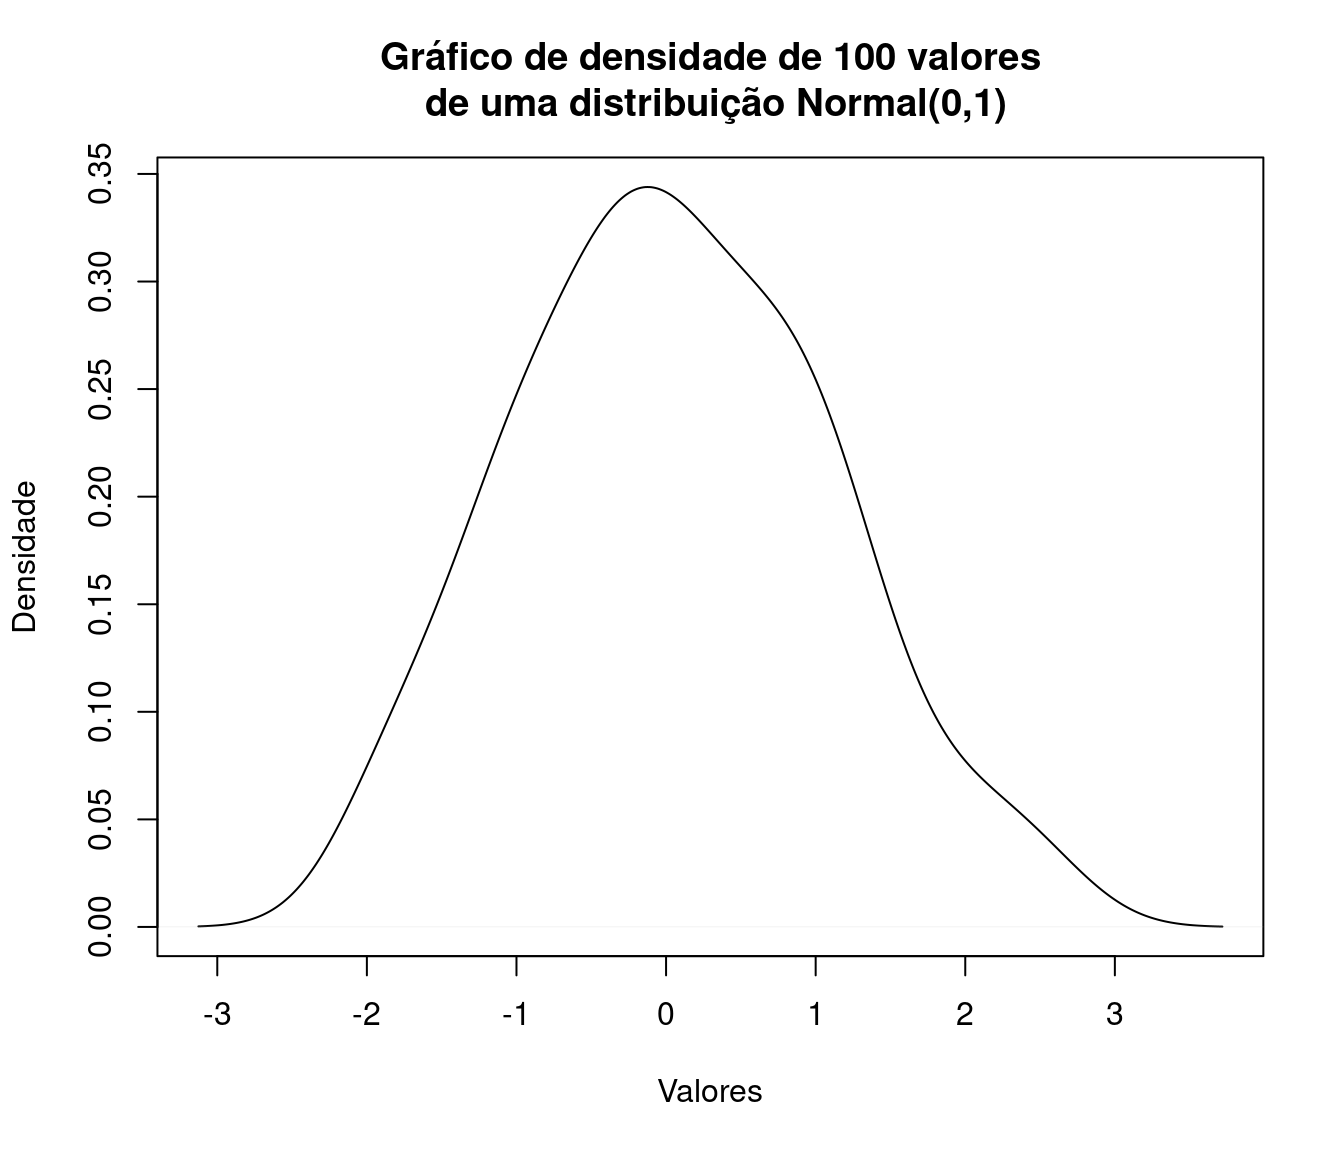 Gráfico de densidade de 100 valores
de uma distribuição Normal(0,1)
Densidade
0.35
0.30
0.25
0.20
0.15
0.10
0.05
0.00
-3 -2 -1 0 1 2 3
Valores